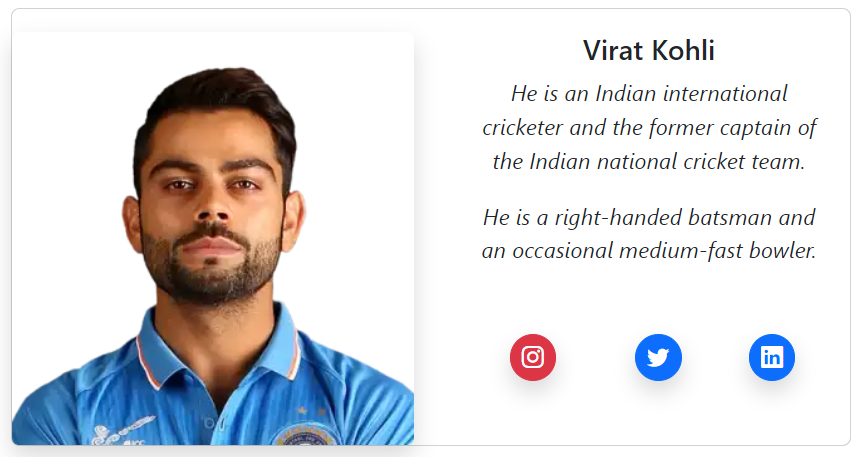 Virat Kohli
He is an Indian international
cricketer and the former captain of
the Indian national cricket team.
He is a right-handed batsman and
an occasional medium-fast bowler.